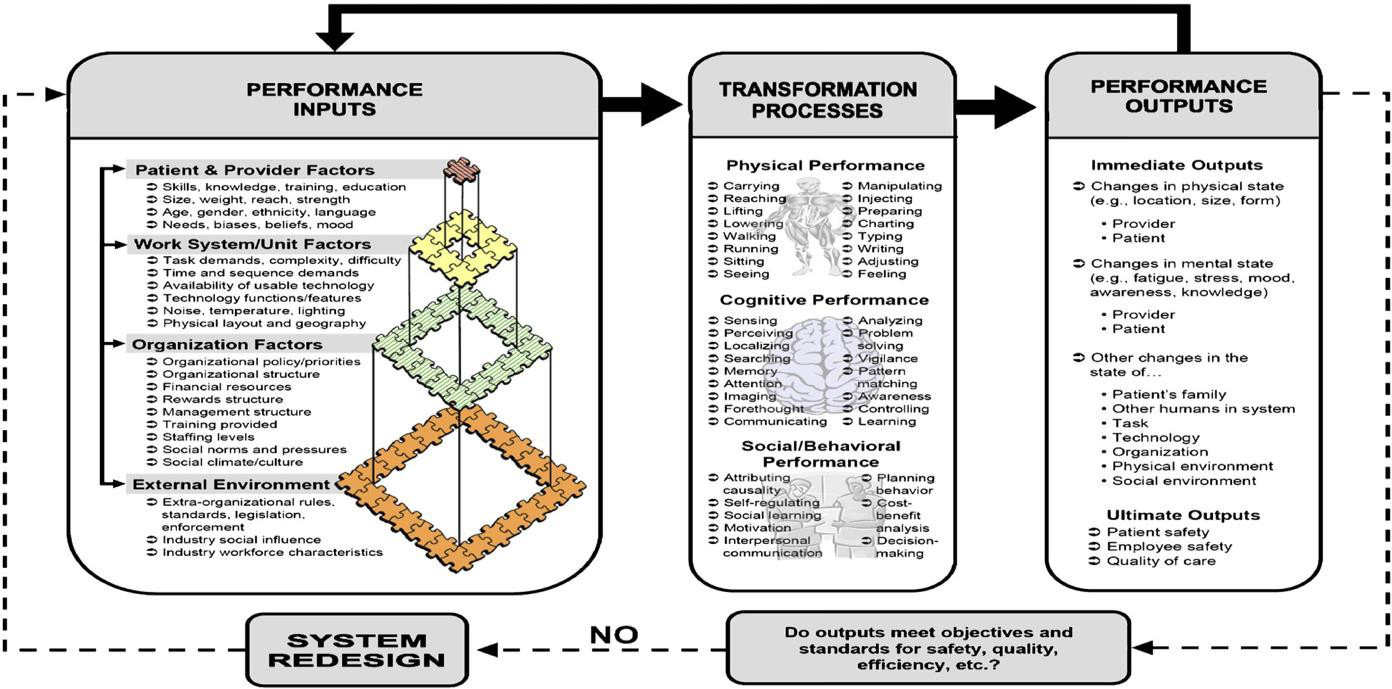 PERFORMANCE
INPUTS
Patient & Provider Factors
Skills, knowledge, training, education
Size, weight, reach, strength
Age, gender, ethnicity, language
Needs, biases, beliefs, mood
Work System/Unit Factors
Task demands, complexity, difficulty
Time and sequence demands
Availability of usable technology
Technology functions/features
Noise, temperature, lighting
Physical layout and geography
Organization Factors
Organizational policy/priorities
Organizational structure
Financial resources
Rewards structure
Management structure
Training provided
Staffing levels
Social norms and pressures
Social climate/culture
External Environment
Extra-organizational rules,
standards, legislation,
enforcement
Industry social influence
Industry workforce characteristics
TRANSFORMATION
PROCESSES
Physical Performance
Carrying
Reaching
Lifting
Lowering
Walking
Running
Sitting
Seeing
Manipulating
Injecting
Preparing
Charting
Typing
Writing
Adjusting
Feeling
Cognitive Performance
Sensing
Perceiving
Localizing
Searching
Memory
Attention
Imaging
Forethought
Communicating
Analyzing
Problem
solving
Vigilance
Pattern
matching
Awareness
Controlling
Learning
Social/Behavioral
Performance
Attributing
causality
Self-regulating
Social learning
Motivation
Interpersonal
communication
Planning
behavior
Cost-
benefit
analysis
Decision-
making
PERFORMANCE
OUTPUTS
Immediate Outputs
Changes in physical state
(e.g., location, size, form)
• Provider
• Patient
Changes in mental state
(e.g., fatigue, stress, mood,
awareness, knowledge)
• Provider
• Patient
Other changes in the
state of…
• Patient's family
• Other humans in system
• Task
• Technology
• Organization
• Physical environment
• Social environment
Ultimate Outputs
Patient safety
Employee safety
Quality of care
Do outputs meet objectives and
standards for safety, quality,
efficiency, etc.?
NO
SYSTEM
REDESIGN